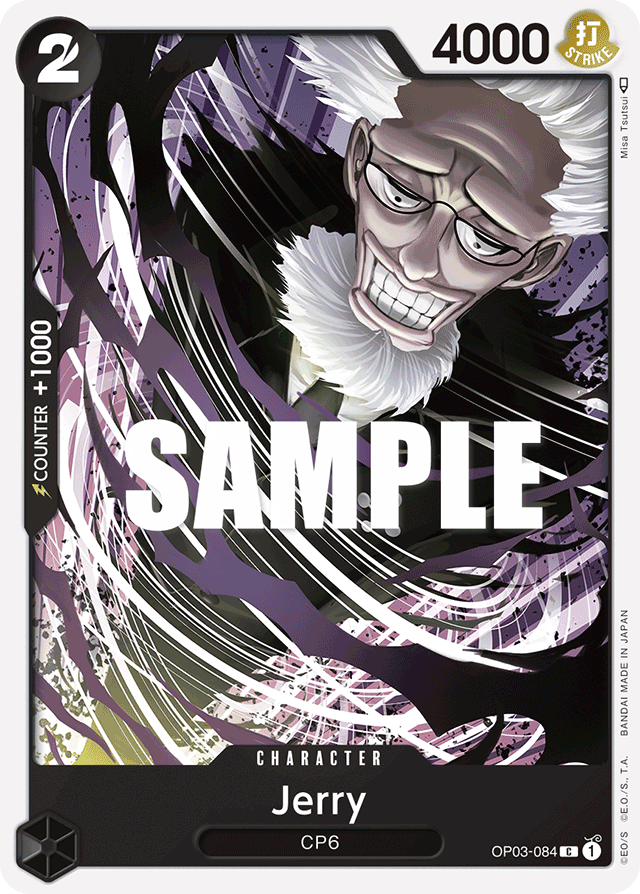 2
4000
打
STRIKE
Misa Tsutsui
COUNTER +1000
SAMPLE
CHARACTER
Jerry
CP6
OP03-084 C 1
©EO/S ©E.O./S., T.A. BANDAI MADE IN JAPAN